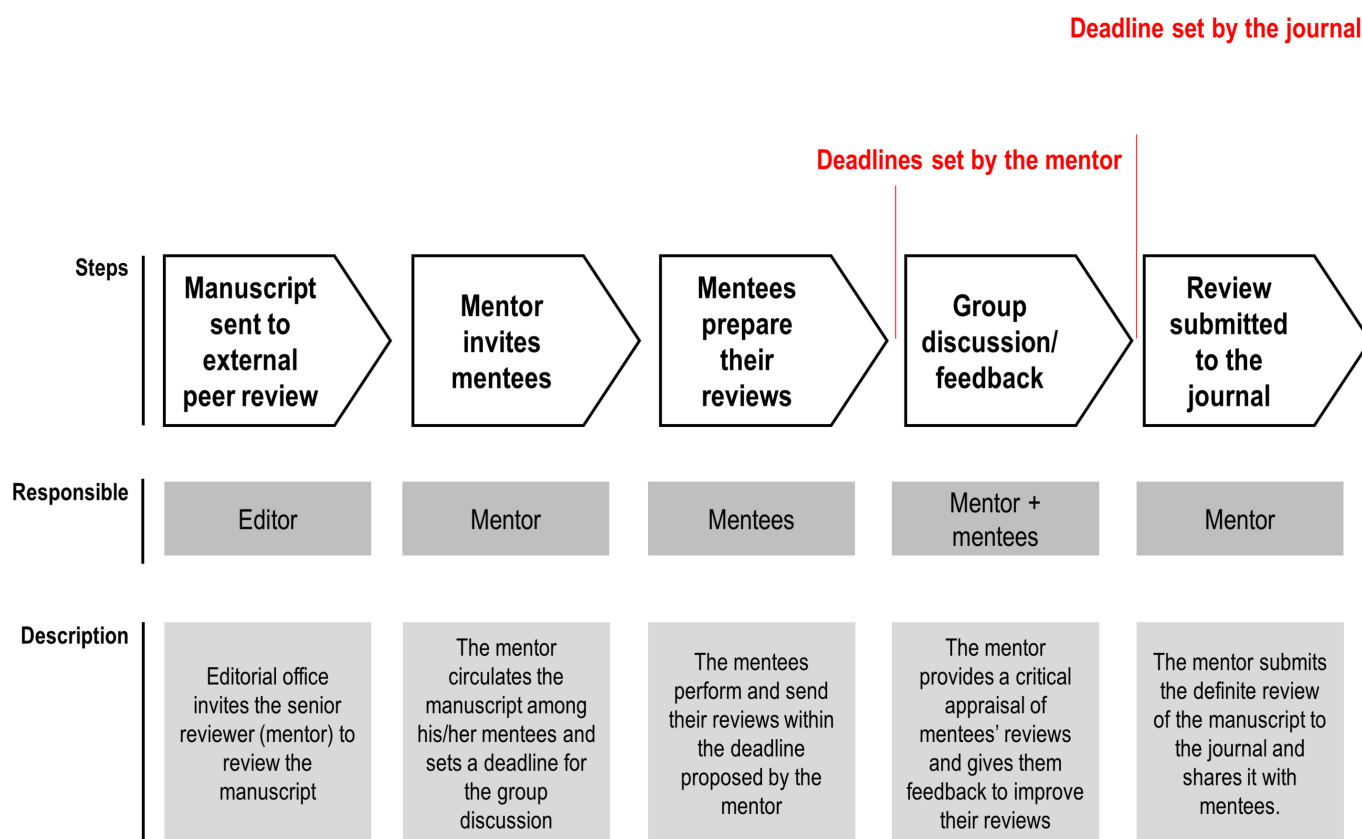 Deadline set by the journal
Deadlines set by the mentor
Steps
Manuscript
sent to
external
peer review
Mentor
invites
mentees
Mentees
prepare
their
reviews
Group
discussion/
feedback
Review
submitted
to the
journal
Responsible
Editor
Mentor
Mentees
Mentor +
mentees
Mentor
Description
Editorial office
invites the senior
reviewer (mentor) to
review the
manuscript
The mentor
circulates the
manuscript among
his/her mentees and
sets a deadline for
the group
discussion
The mentees
perform and send
their reviews within
the deadline
proposed by the
mentor
The mentor
provides a critical
appraisal of
mentees’ reviews
and gives them
feedback to improve
their reviews
The mentor submits
the definite review
of the manuscript to
the journal and
shares it with
mentees.